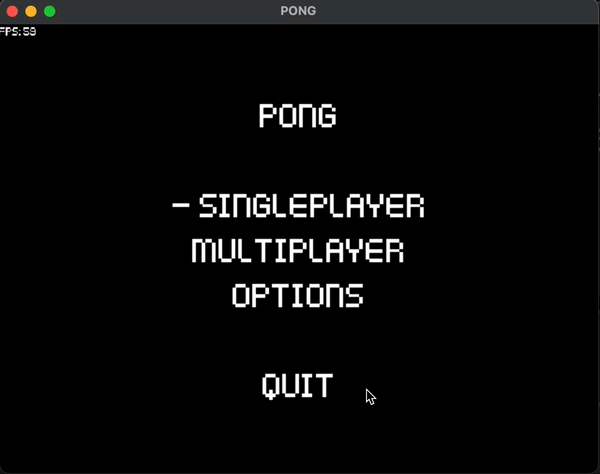 PONG
FPS:59
PONG
- SINGLEPLAYER
MULTIPLAYER
OPTIONS
QUIT